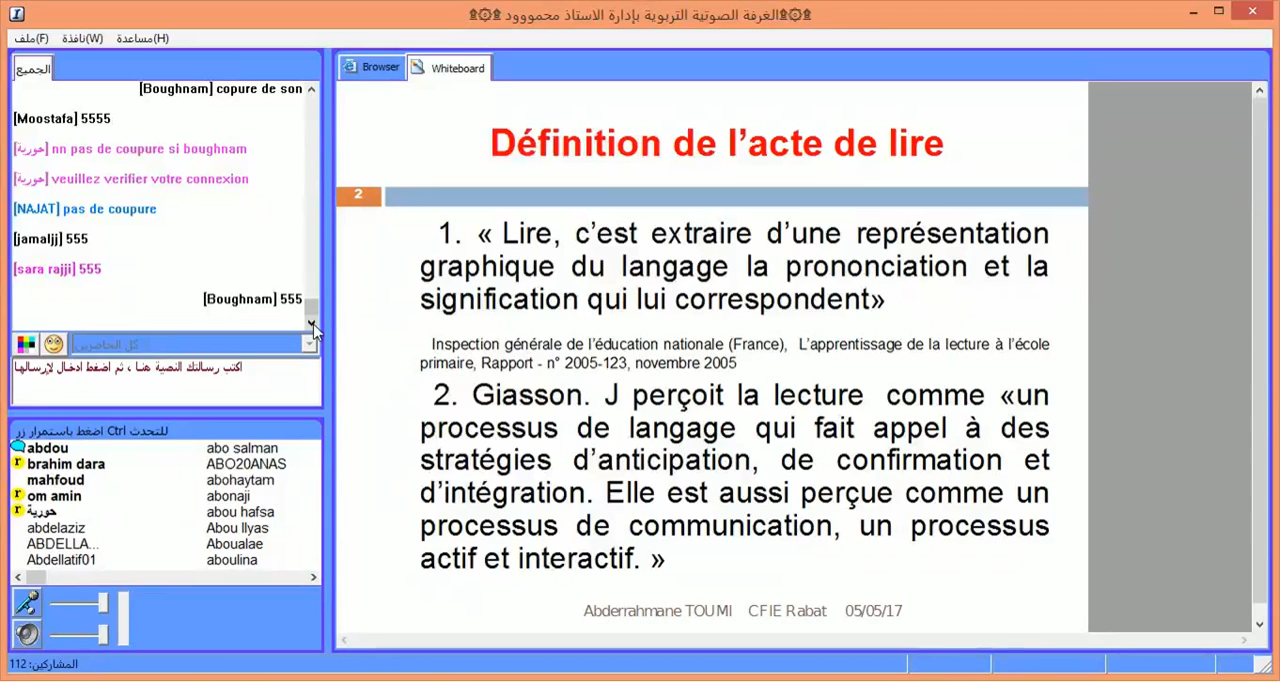 ۩۞۩الغرفة الصوتية التربوية بإدارة الاستاذ محمووود۩۞۩
ملف(F) نافذة(W) مساعدة(H)
الجميع
[Boughnam] copure de son
[Moostafa] 5555
[حورية] nn pas de coupure si boughnam
[حورية] veuillez verifier votre connexion
[NAJAT] pas de coupure
[jamaljj] 555
[sara rajji] 555
[Boughnam] 555
كل الحاضرين
اكتب رسالتك النصية هنا ، ثم اضغط ادخال لإرسالها
للتحدث Ctrl اضغط باستمرار زر
abdou abo salman
brahim dara ABO20ANAS
mahfoud abohaytam
om amin abonaji
حورية abou hafsa
abdelaziz Abou Ilyas
ABDELLA... Aboualae
Abdellatif01 aboulina
المشاركين: 112
Browser Whiteboard
Définition de l’acte de lire
2
1. « Lire, c’est extraire d’une représentation
graphique du langage la prononciation et la
signification qui lui correspondent»
Inspection générale de l’éducation nationale (France), L’apprentissage de la lecture à l’école
primaire, Rapport - n° 2005-123, novembre 2005
2. Giasson. J perçoit la lecture comme «un
processus de langage qui fait appel à des
stratégies d’anticipation, de confirmation et
d’intégration. Elle est aussi perçue comme un
processus de communication, un processus
actif et interactif. »
Abderrahmane TOUMI CFIE Rabat 05/05/17